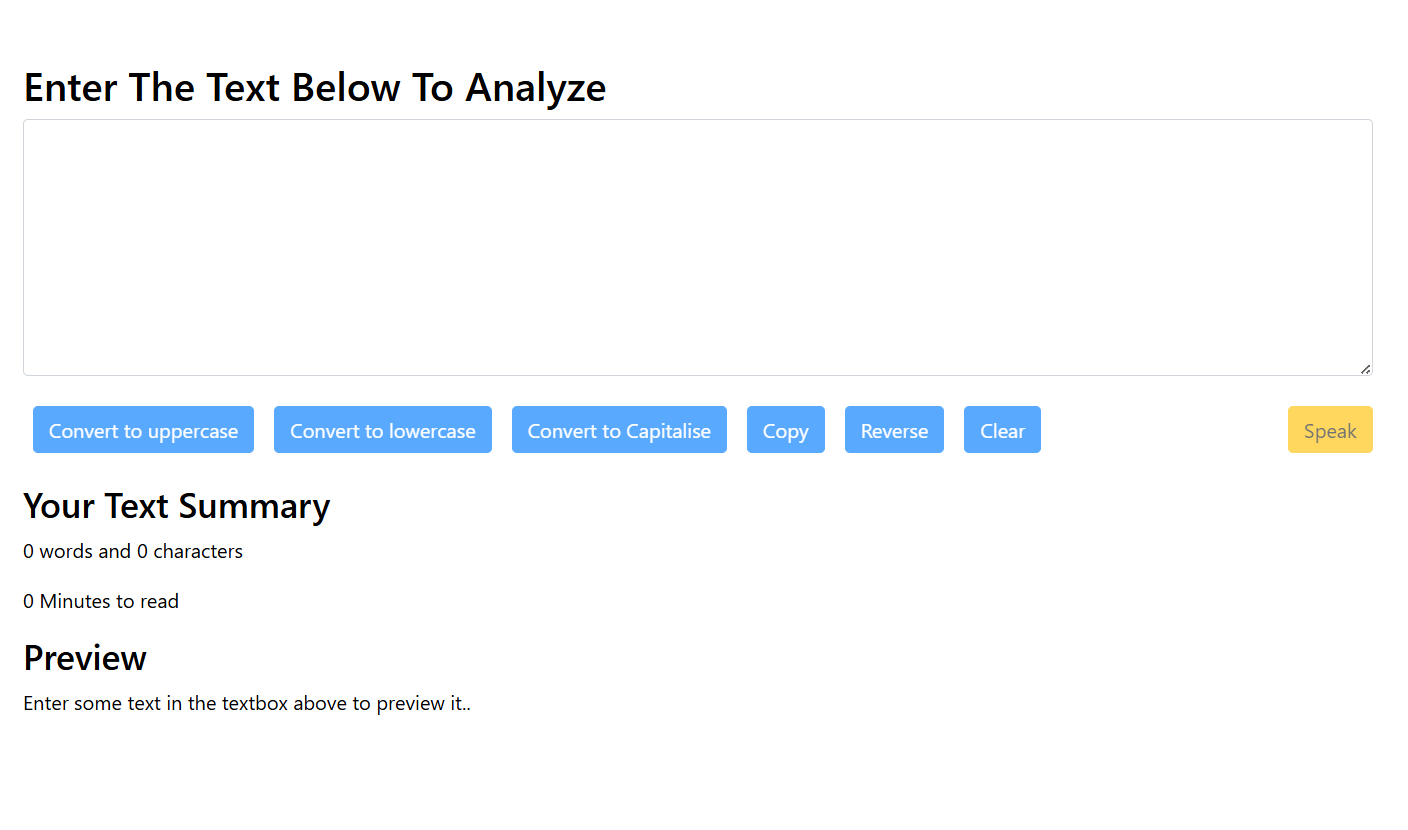 Enter The Text Below To Analyze
Convert to uppercase Convert to lowercase Convert to Capitalise Copy Reverse Clear Speak
Your Text Summary
0 words and 0 characters
0 Minutes to read
Preview
Enter some text in the textbox above to preview it..